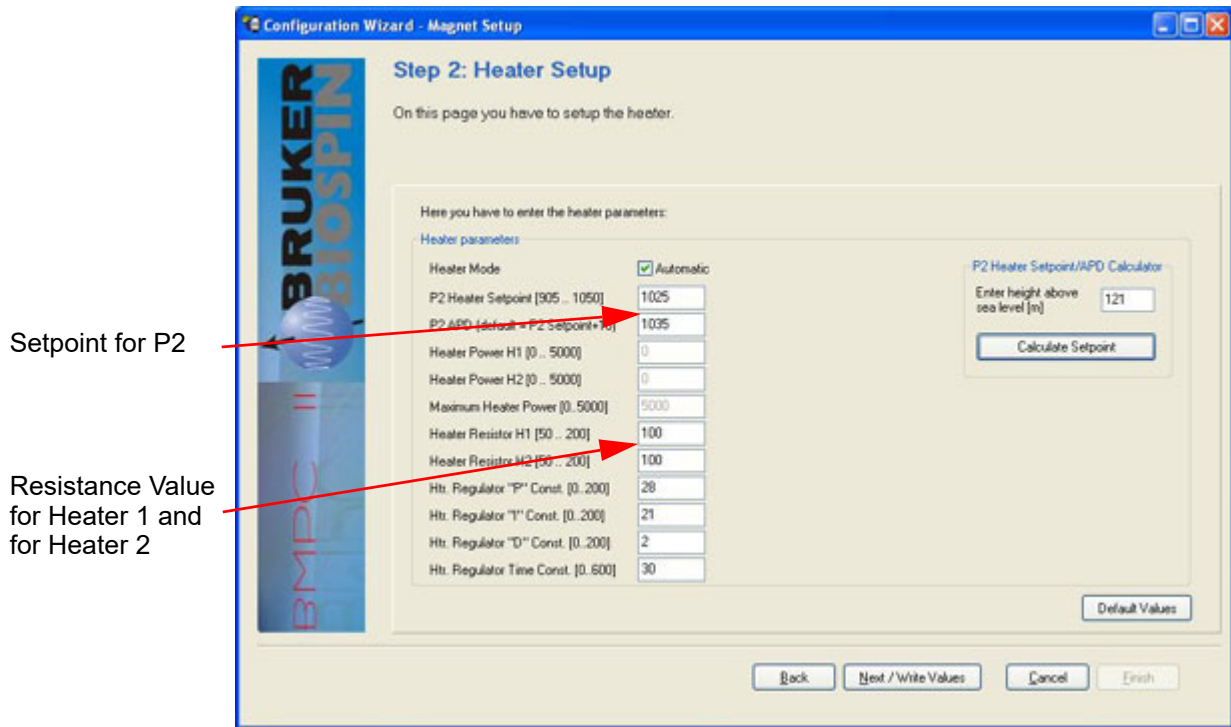 Configuration Wizard - Magnet Setup
BRUKER
BIOSPIN
BMPC II
Step 2: Heater Setup
On this page you have to setup the heater.
Here you have to enter the heater parameters:
Heater parameters
Heater Mode Automatic
P2 Heater Setpoint [905 .. 1050] 1025
P2 APD (default = P2 Setpoint+10) 1035
Heater Power H1 [0 .. 5000] 0
Heater Power H2 [0 .. 5000] 0
Maximum Heater Power [0..5000] 5000
Heater Resistor H1 [50 .. 200] 100
Heater Resistor H2 [50 .. 200] 100
Htr. Regulator "P" Const. [0..200] 28
Htr. Regulator "I" Const. [0..200] 21
Htr. Regulator "D" Const. [0..200] 2
Htr. Regulator Time Const. [0..600] 30
P2 Heater Setpoint/APD Calculator
Enter height above
sea level [m] 121
Calculate Setpoint
Default Values
Back Next / Write Values Cancel Finish
Setpoint for P2
Resistance Value
for Heater 1 and
for Heater 2